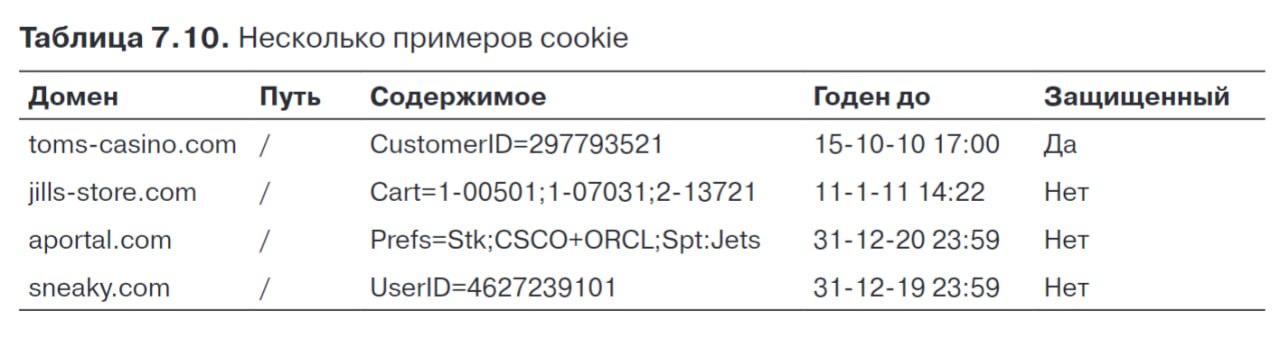 Таблица 7.10. Несколько примеров cookie
Домен Путь Содержимое Годен до Защищенный
toms-casino.com / CustomerID=297793521 15-10-10 17:00 Да
jills-store.com / Cart=1-00501;1-07031;2-13721 11-1-11 14:22 Нет
aportal.com / Prefs=Stk;CSCO+ORCL;Spt:Jets 31-12-20 23:59 Нет
sneaky.com / UserID=4627239101 31-12-19 23:59 Нет